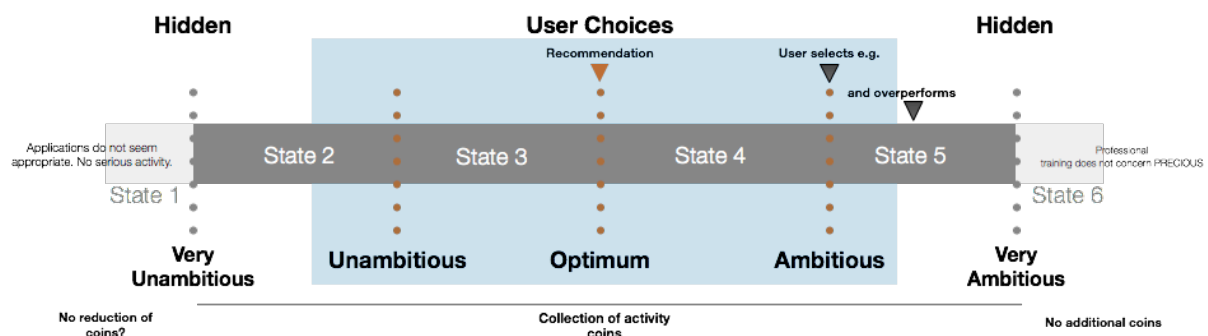 Hidden
User Choices
Hidden
Recommendation
User selects e.g.
and overperforms
Applications do not seem
appropriate. No serious activity.
State 1
State 2
State 3
State 4
State 5
Professional
training does not concern PRECIOUS
State 6
Very
Unambitious
Unambitious
Optimum
Ambitious
Very
Ambitious
No reduction of
coins?
Collection of activity
coins
No additional coins